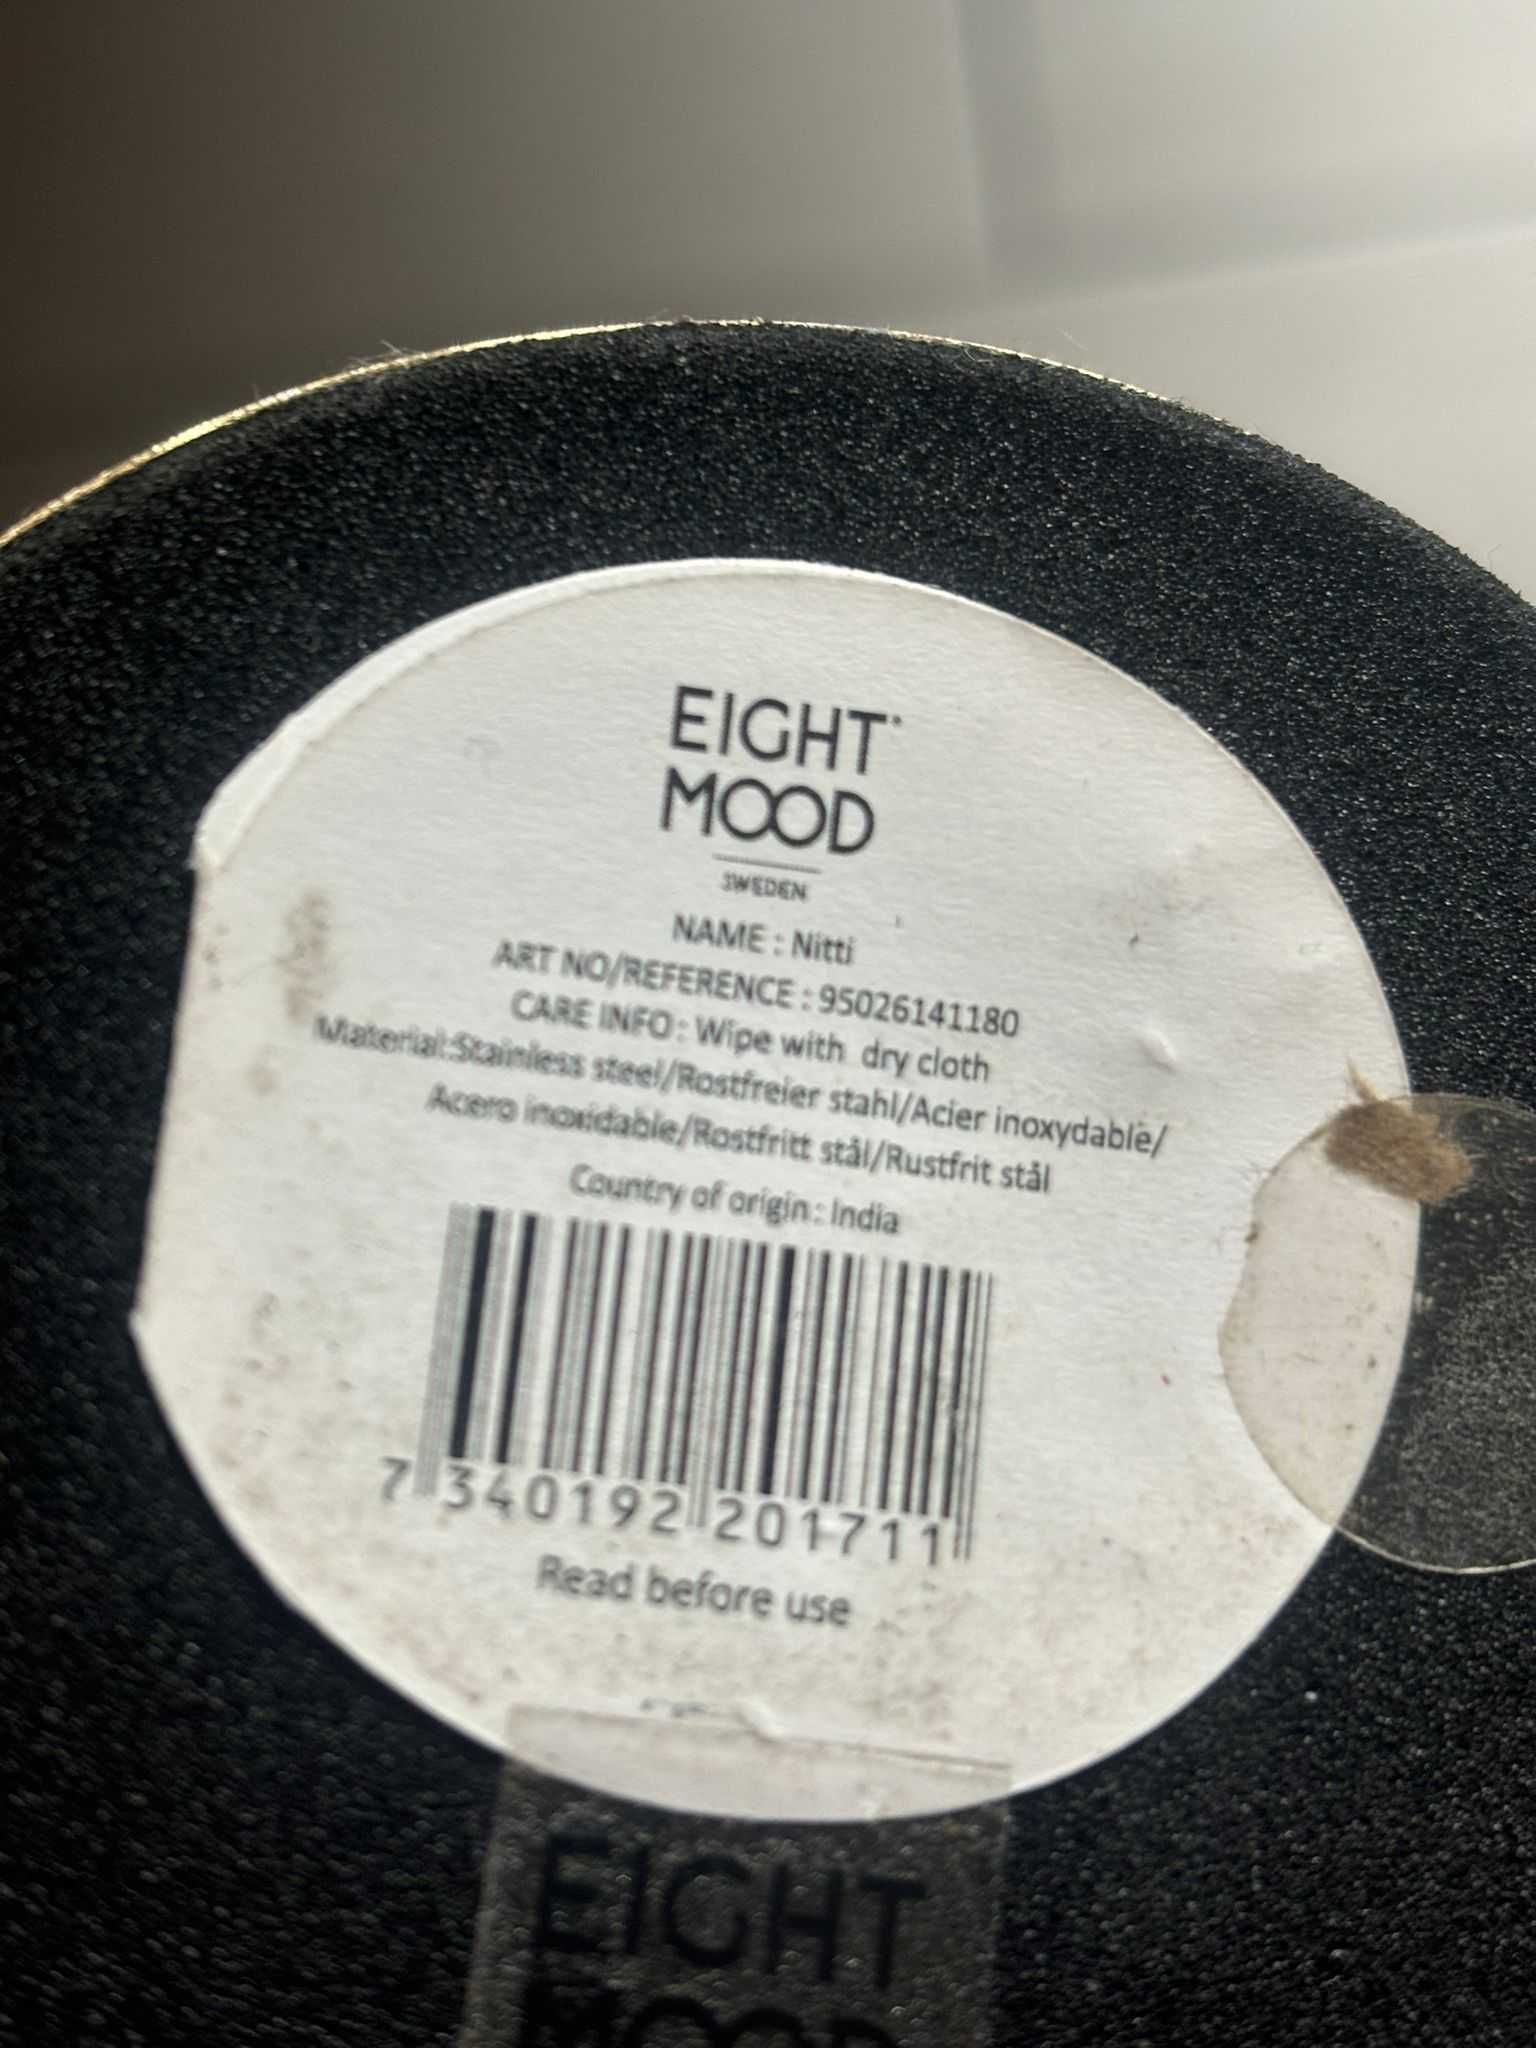 EIGHT
MOOD
SWEDEN
NAME : Nitti
ART NO/REFERENCE : 95026141180
CARE INFO : Wipe with dry cloth
Material:Stainless steel/Rostfreier stahl/Acier inoxydable/
Acero inoxidable/Rostfritt stål/Rustfrit stål
Country of origin : India
7 340192 201711
Read before use
EIGHT
MOOD